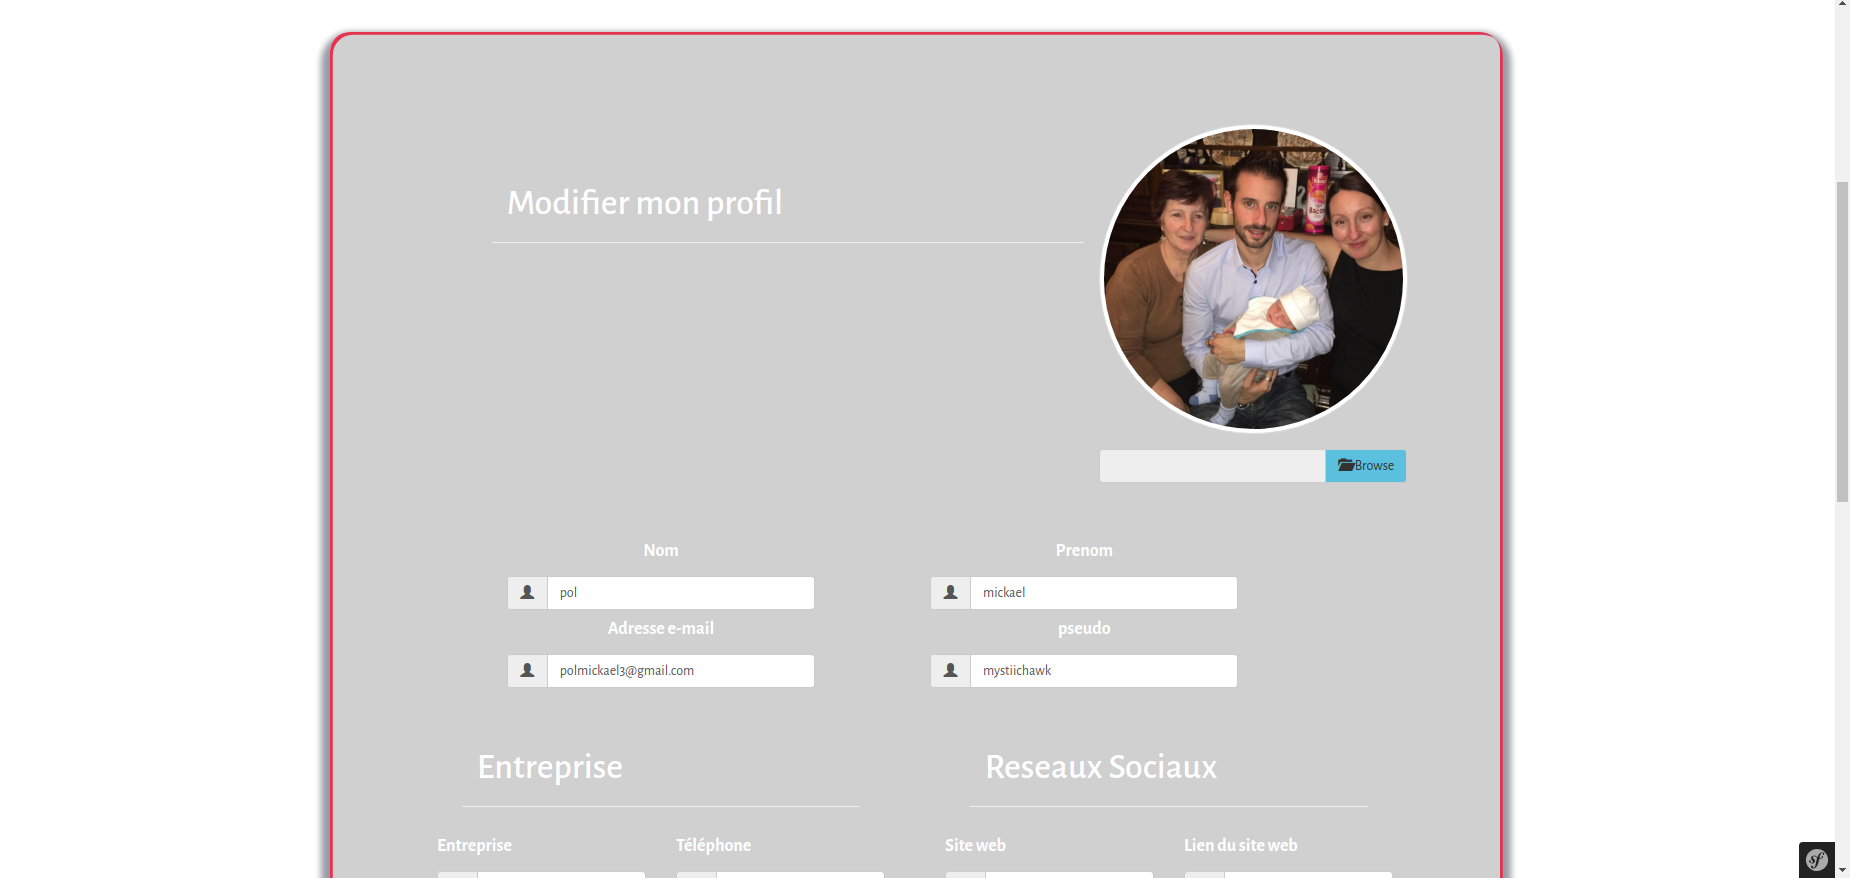 Modifier mon profil
Browse
Nom
Prenom
pol
mickael
Adresse e-mail
pseudo
polmickael3@gmail.com
mystiichawk
Entreprise
Reseaux Sociaux
Entreprise
Téléphone
Site web
Lien du site web
sf